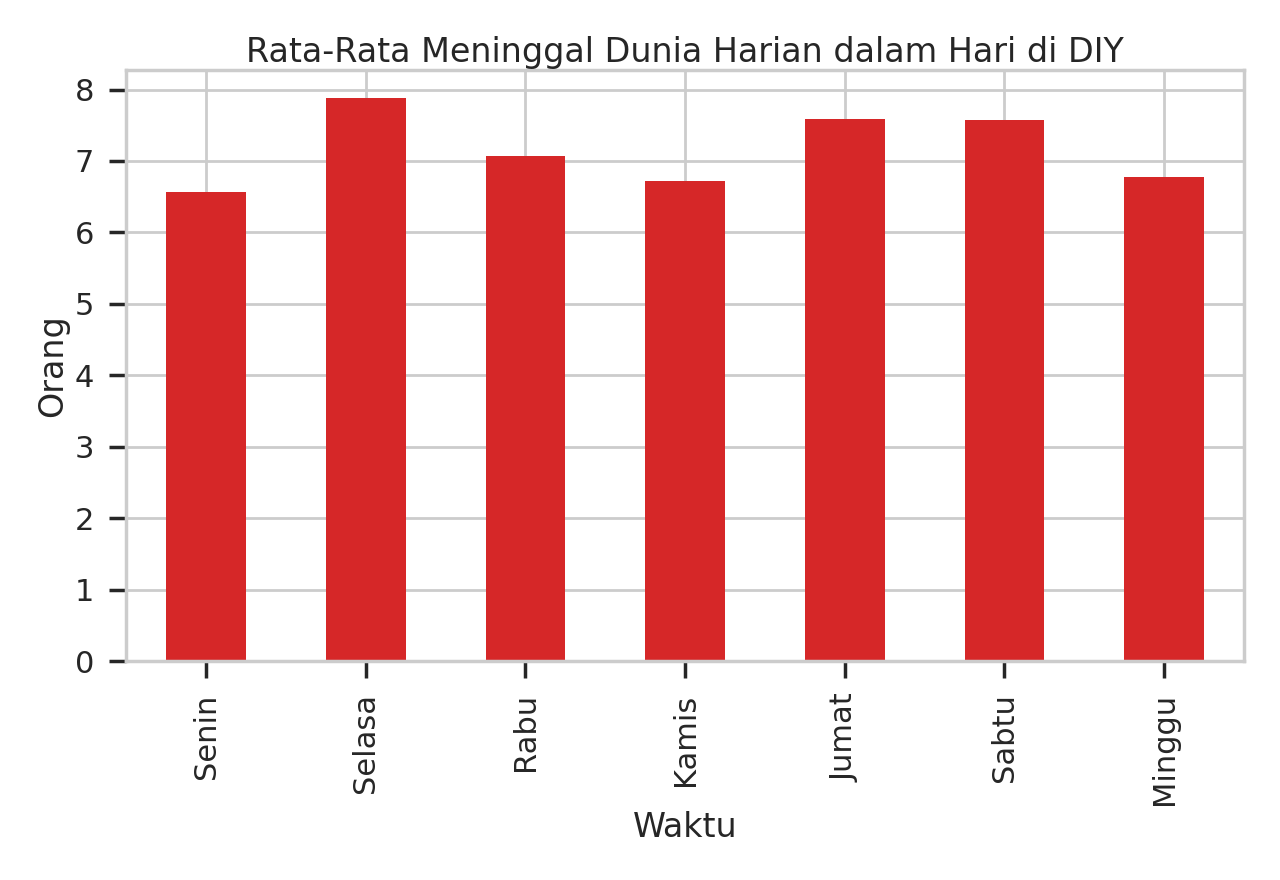 Rata-Rata Meninggal Dunia Harian dalam Hari di DIY
8
7
6
5
4
3
2
1
0
Orang
Senin
Selasa
Rabu
Kamis
Jumat
Sabtu
Minggu
Waktu